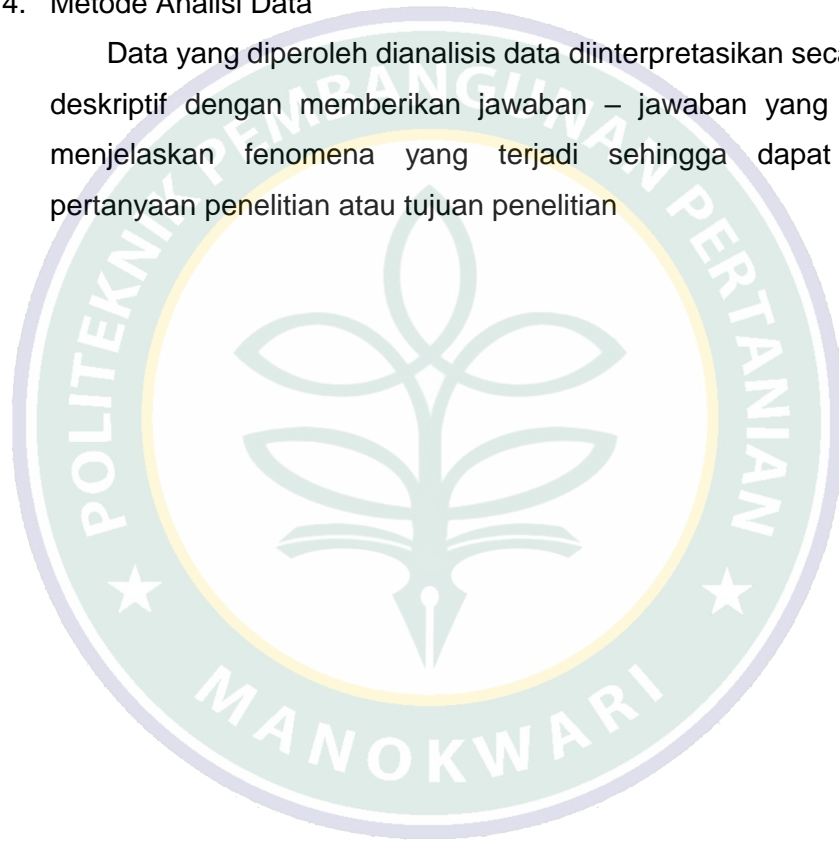 4. Metode Analisi Data
Data yang diperoleh dianalisis data diinterpretasikan
deskriptif dengan memberikan jawaban – jawaban yang
menjelaskan fenomena yang terjadi sehingga dapat
pertanyaan penelitian atau tujuan penelitian
POLITEKNIK PEMBANGUNAN PERTANIAN
MANOKWARI